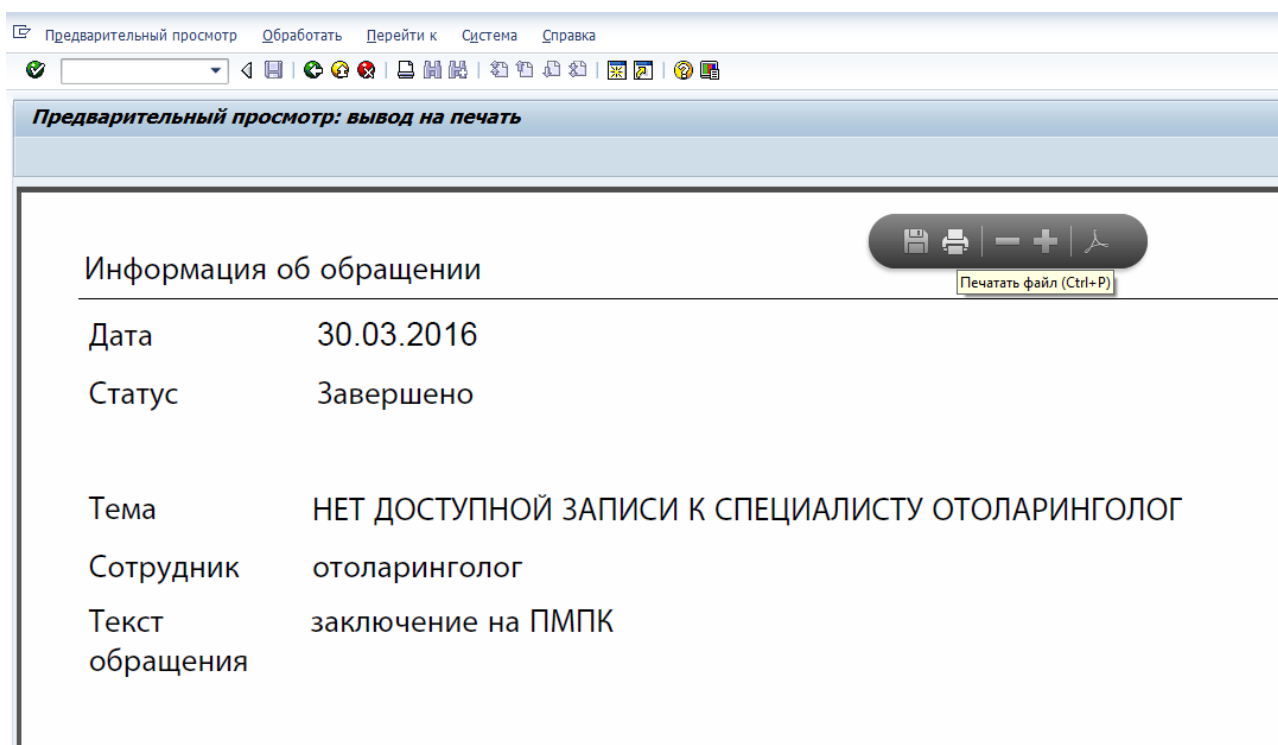 Предварительный просмотр Обработать Перейти к Система Справка
Предварительный просмотр: вывод на печать
Информация об обращении
Печатать файл (Ctrl+P)
Дата 30.03.2016
Статус Завершено
Тема НЕТ ДОСТУПНОЙ ЗАПИСИ К СПЕЦИАЛИСТУ ОТОЛАРИНГОЛОГ
Сотрудник отоларинголог
Текст заключение на ПМПК
обращения